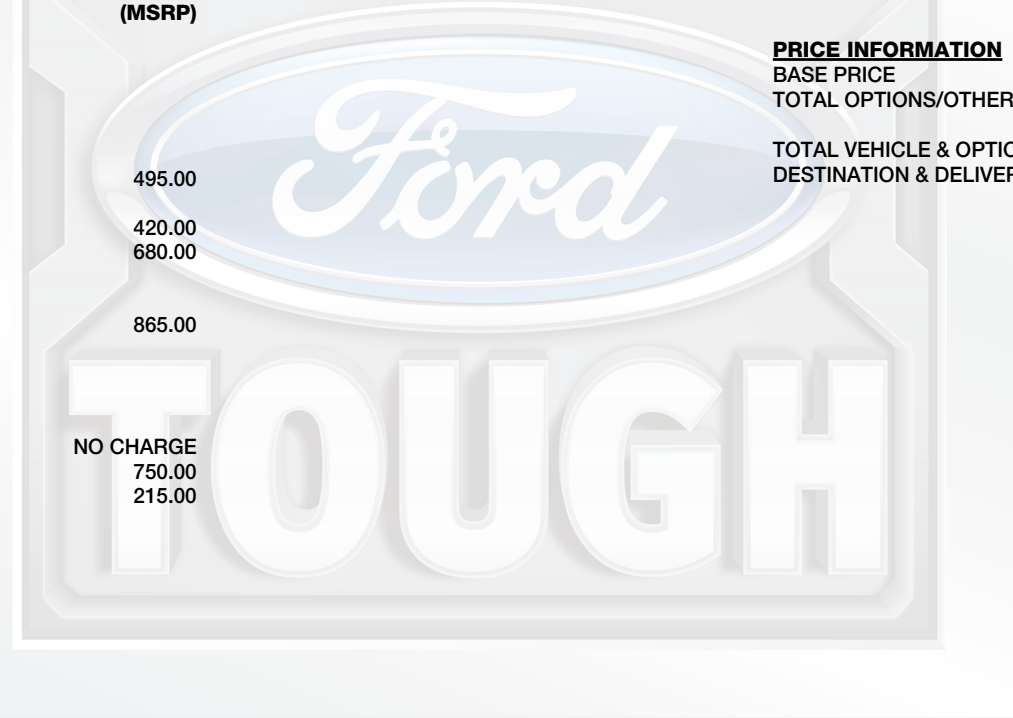 (MSRP)
495.00
420.00
680.00
865.00
NO CHARGE
750.00
215.00
PRICE INFORMATION
BASE PRICE
TOTAL OPTIONS/OTHER
TOTAL VEHICLE & OPTIO
DESTINATION & DELIVER
Ford
TOUGH